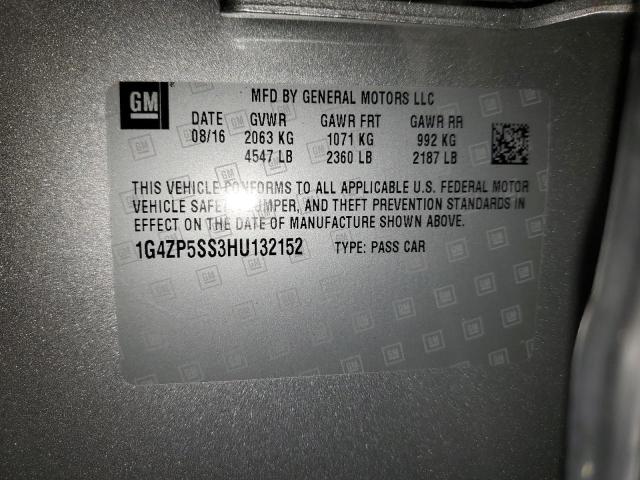 GM
MFD BY GENERAL MOTORS LLC
DATE GVWR GAWR FRT GAWR RR
08/16 2063 KG 1071 KG 992 KG
4547 LB 2360 LB 2187 LB
THIS VEHICLE CONFORMS TO ALL APPLICABLE U.S. FEDERAL MOTOR
VEHICLE SAFETY, BUMPER, AND THEFT PREVENTION STANDARDS IN
EFFECT ON THE DATE OF MANUFACTURE SHOWN ABOVE.
1G4ZP5SS3HU132152 TYPE: PASS CAR